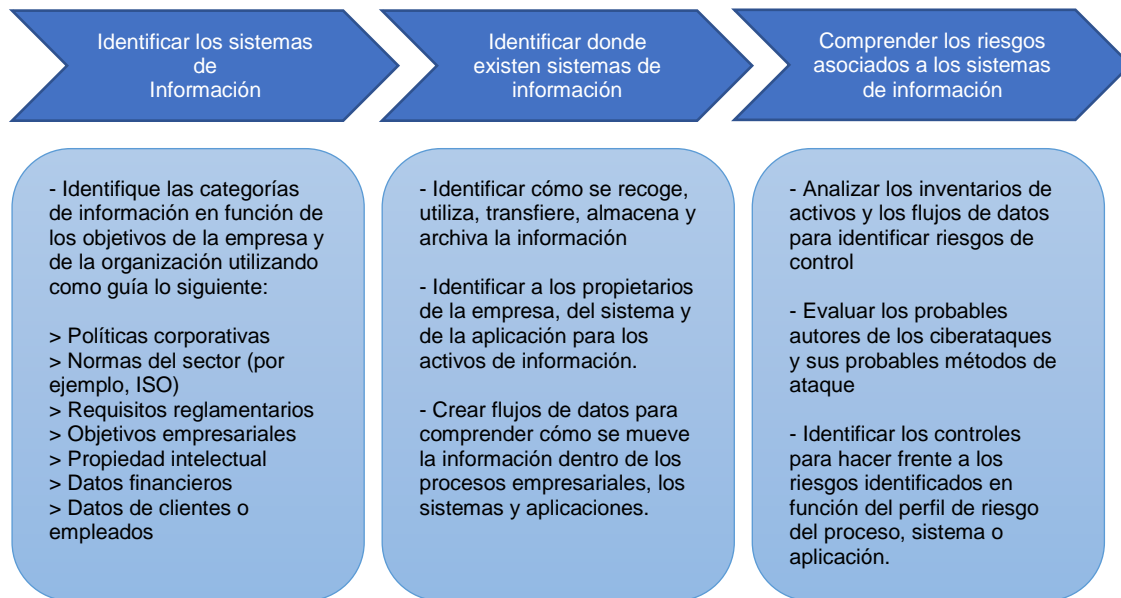 Identificar los sistemas
de
Información
Identificar donde
existen sistemas de
información
Comprender los riesgos
asociados a los sistemas
de información
- Identifique las categorías
de información en función de
los objetivos de la empresa y
de la organización utilizando
como guía lo siguiente:
> Políticas corporativas
> Normas del sector (por
ejemplo, ISO)
> Requisitos reglamentarios
> Objetivos empresariales
> Propiedad intelectual
> Datos financieros
> Datos de clientes o
empleados
- Identificar cómo se recoge,
utiliza, transfiere, almacena y
archiva la información
- Identificar a los propietarios
de la empresa, del sistema y
de la aplicación para los
activos de información.
- Crear flujos de datos para
comprender cómo se mueve
la información dentro de los
procesos empresariales, los
sistemas y aplicaciones.
- Analizar los inventarios de
activos y los flujos de datos
para identificar riesgos de
control
- Evaluar los probables
autores de los ciberataques
y sus probables métodos de
ataque
- Identificar los controles
para hacer frente a los
riesgos identificados en
función del perfil de riesgo
del proceso, sistema o
aplicación.